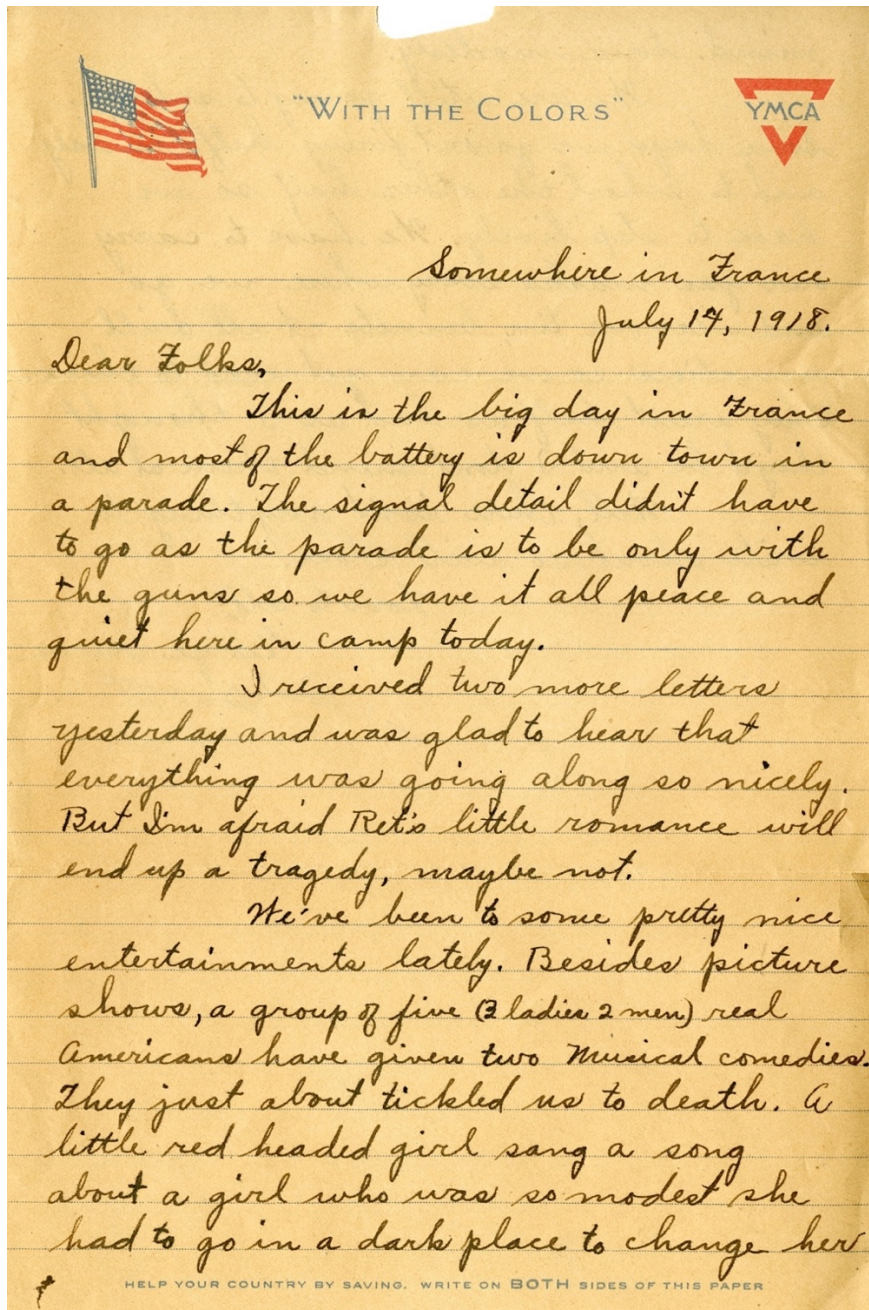 "WITH THE COLORS"
YMCA
Somewhere in France
July 14, 1918.
Dear Folks,
This is the big day in France
and most of the battery is down town in
a parade. The signal detail didn't have
to go as the parade is to be only with
the guns so we have it all peace and
quiet here in camp today.
I received two more letters
yesterday and was glad to hear that
everything was going along so nicely.
But I'm afraid Ret's little romance will
end up a tragedy, maybe not.
We've been to some pretty nice
entertainments lately. Besides picture
shows, a group of five (3 ladies 2 men) real
Americans have given two Musical comedies.
They just about tickled us to death. A
little red headed girl sang a song
about a girl who was so modest she
had to go in a dark place to change her
HELP YOUR COUNTRY BY SAVING. WRITE ON BOTH SIDES OF THIS PAPER